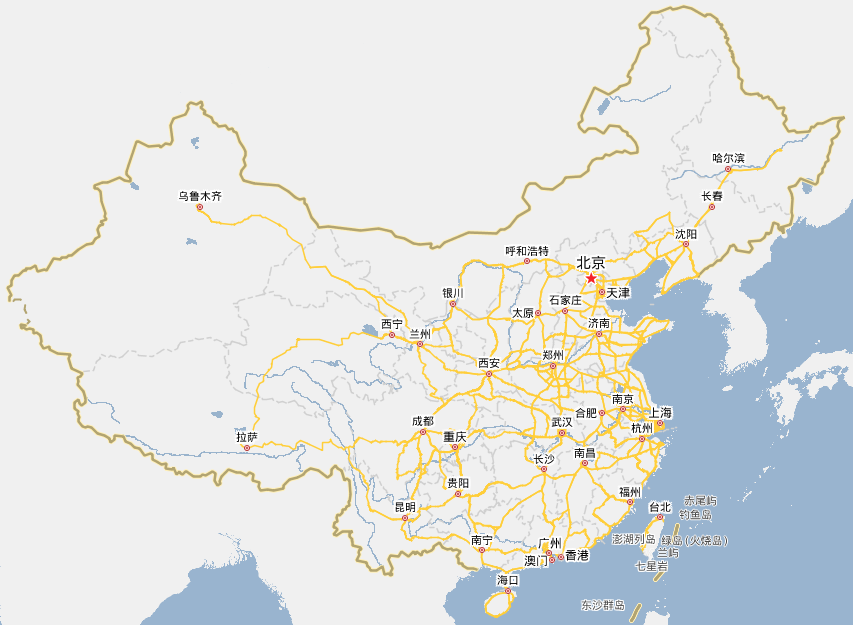 哈尔滨
乌鲁木齐
长春
沈阳
呼和浩特
北京
银川
天津
石家庄
太原
西宁
济南
兰州
郑州
西安
南京
合肥
上海
成都
武汉
杭州
拉萨
重庆
南昌
长沙
贵阳
福州
赤尾屿
昆明
台北
钓鱼岛
南宁
广州
澎湖列岛
绿岛(火烧岛)
兰屿
香港
澳门
七星岩
海口
东沙群岛